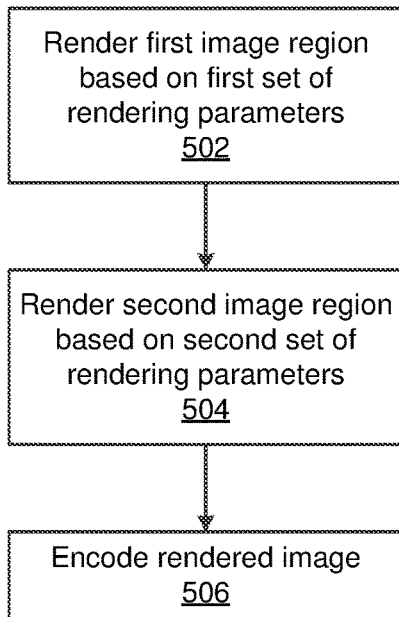 Render first image region
based on first set of
rendering parameters
502
Render second image region
based on second set of
rendering parameters
504
Encode rendered image
506